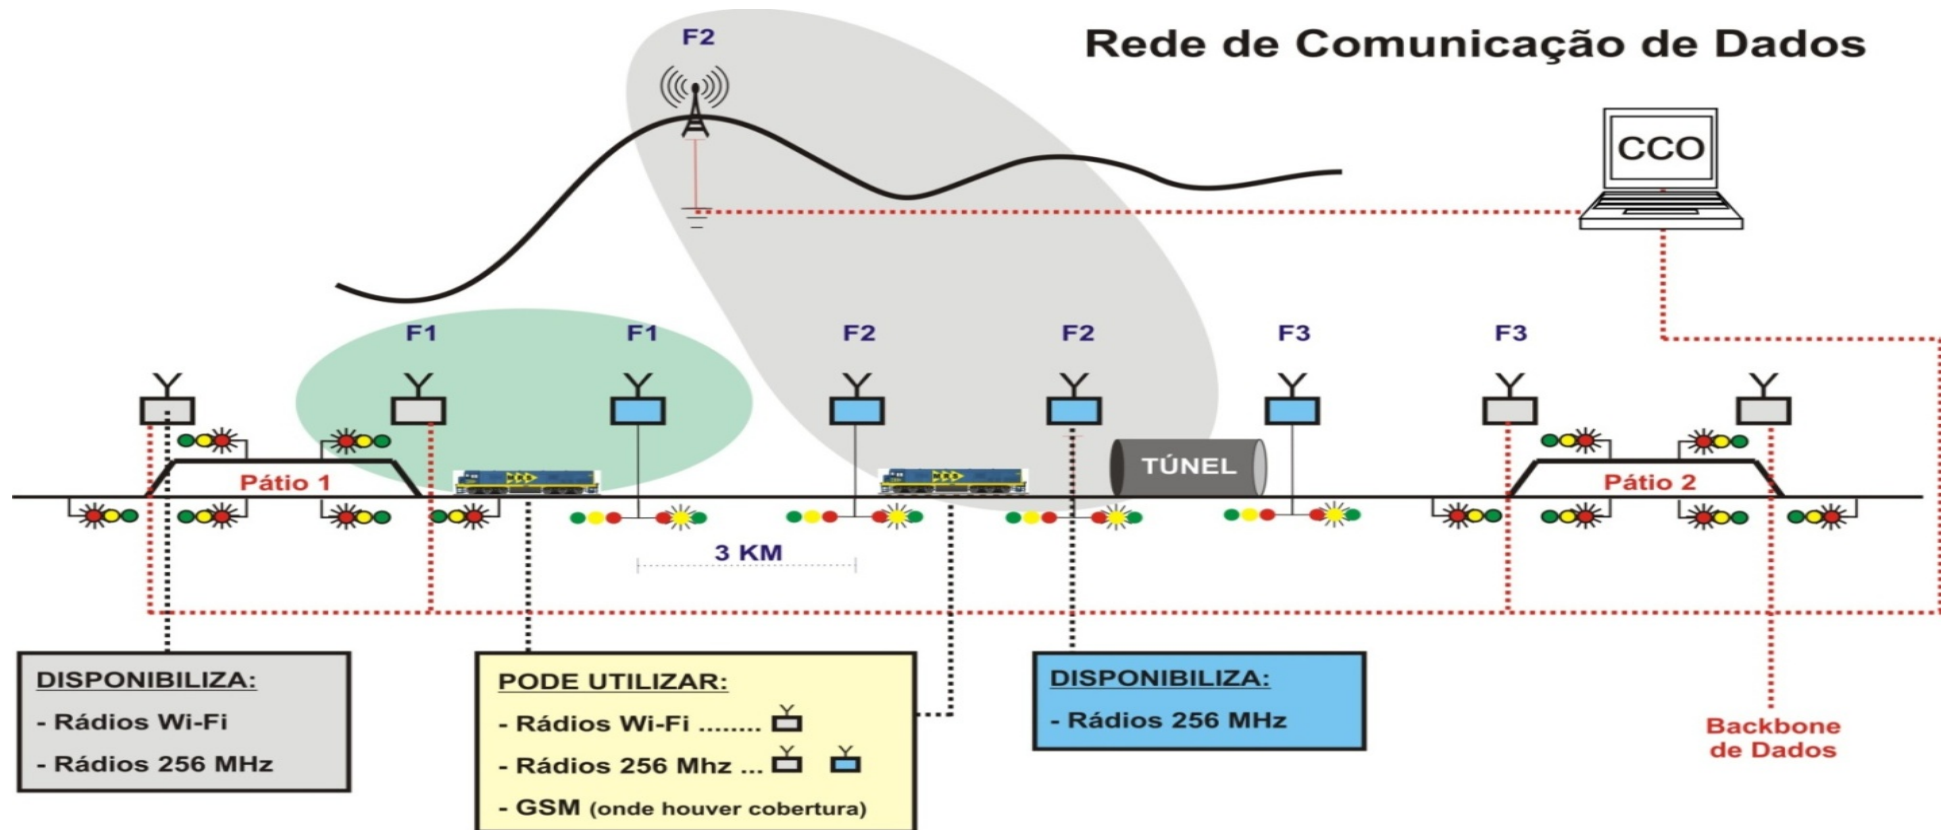 F2
Rede de Comunicação de Dados
CCO
F1
F1
F2
F2
F3
F3
TÚNEL
Pátio 1
Pátio 2
3 KM
DISPONIBILIZA:
- Rádios Wi-Fi
- Rádios 256 MHz
PODE UTILIZAR:
- Rádios Wi-Fi ........
- Rádios 256 Mhz ...
- GSM (onde houver cobertura)
DISPONIBILIZA:
- Rádios 256 MHz
Backbone
de Dados